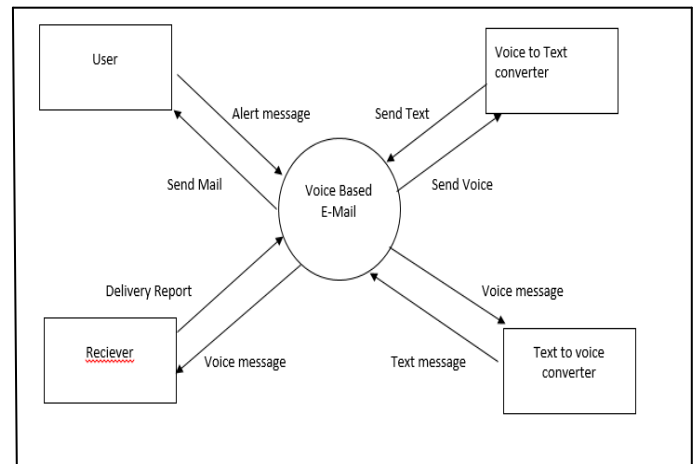 User
Voice to Text
converter
Alert message
Send Text
Send Mail
Voice Based
E-Mail
Send Voice
Delivery Report
Voice message
Reciever
Voice message
Text message
Text to voice
converter